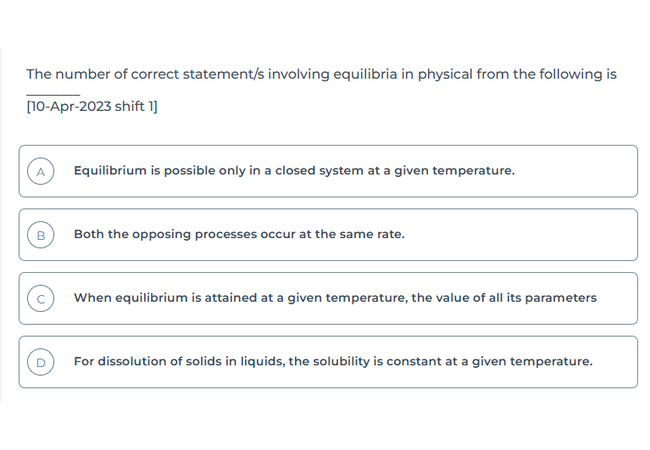 The number of correct statement/s involving equilibria in physical from the following is
________
[10-Apr-2023 shift 1]
A Equilibrium is possible only in a closed system at a given temperature.
B Both the opposing processes occur at the same rate.
C When equilibrium is attained at a given temperature, the value of all its parameters
D For dissolution of solids in liquids, the solubility is constant at a given temperature.